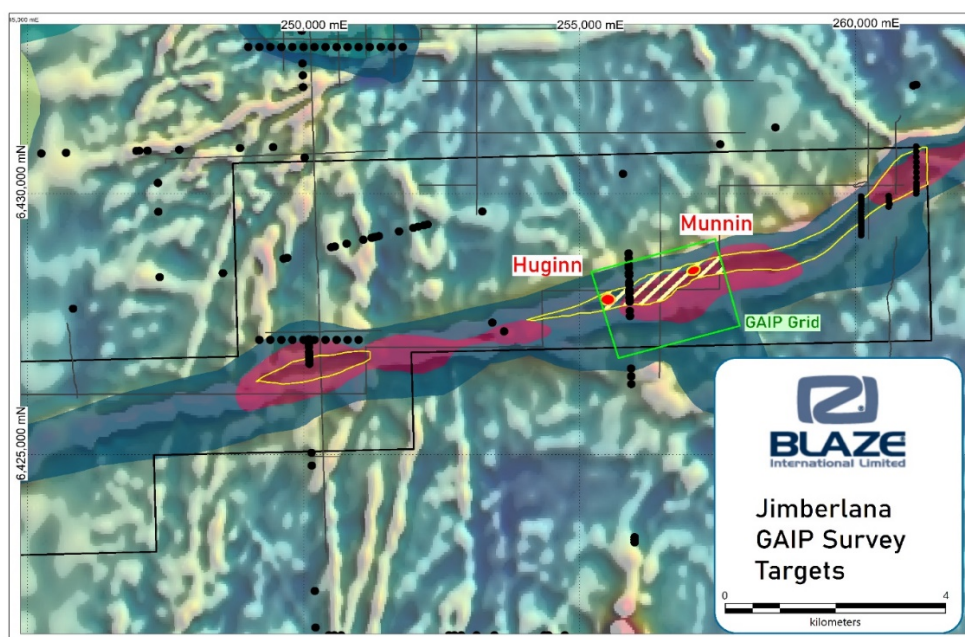 250,000 mE
255,000 mE
260,000 mE
6,430,000 mN
6,425,000 mN
Munnin
Huginn
GAIP Grid
BLAZE
International Limited
Jimberlana
GAIP Survey
Targets
0 4
kilometers